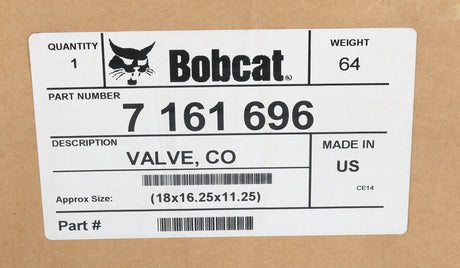 QUANTITY
1
Bobcat®
WEIGHT
64
PART NUMBER
7 161 696
DESCRIPTION
VALVE, CO
MADE IN
US
CE14
Approx Size: (18x16.25x11.25)
Part #